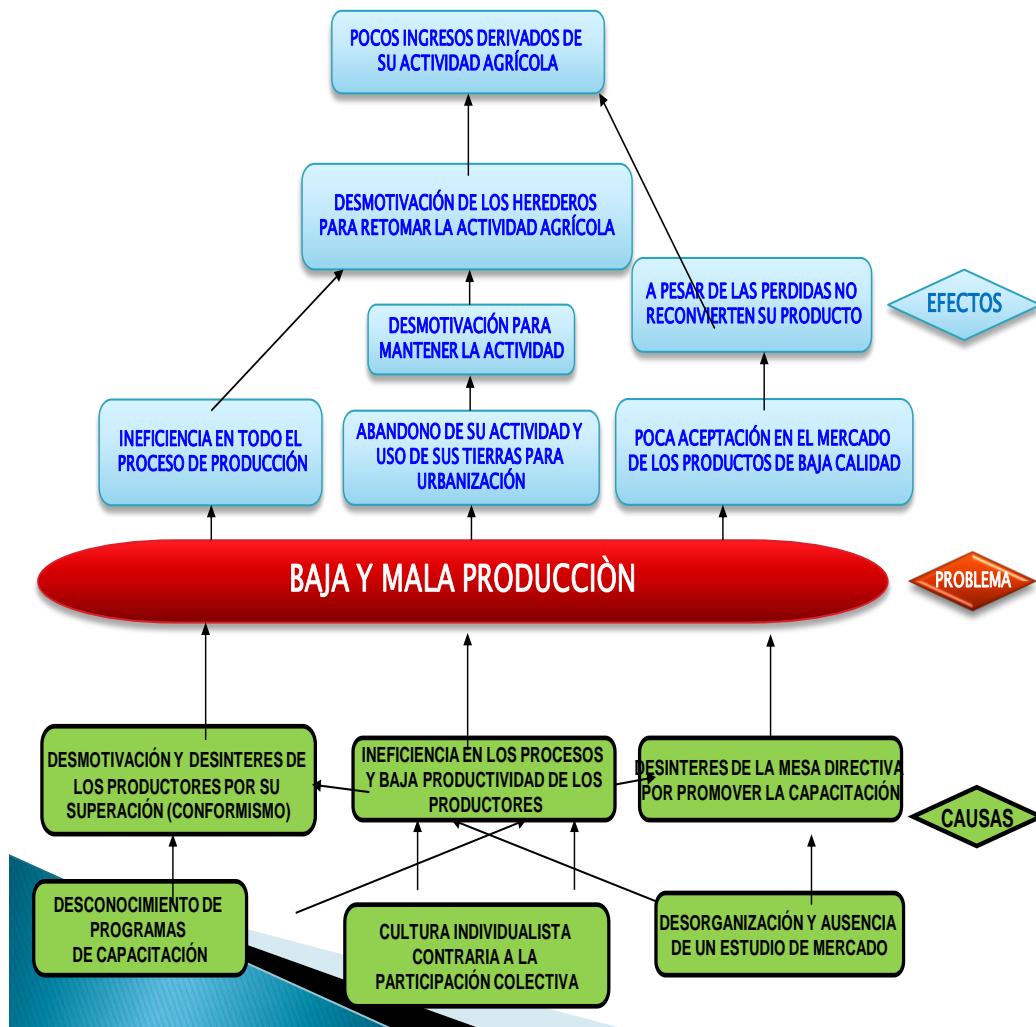 POCOS INGRESOS DERIVADOS DE
SU ACTIVIDAD AGRÍCOLA
DESMOTIVACIÓN DE LOS HEREDEROS
PARA RETOMAR LA ACTIVIDAD AGRÍCOLA
A PESAR DE LAS PERDIDAS NO
RECONVIERTEN SU PRODUCTO
EFECTOS
DESMOTIVACIÓN PARA
MANTENER LA ACTIVIDAD
INEFICIENCIA EN TODO EL
PROCESO DE PRODUCCIÓN
ABANDONO DE SU ACTIVIDAD Y
USO DE SUS TIERRAS PARA
URBANIZACIÓN
POCA ACEPTACIÓN EN EL MERCADO
DE LOS PRODUCTOS DE BAJA CALIDAD
BAJA Y MALA PRODUCCIÒN
PROBLEMA
DESMOTIVACIÓN Y DESINTERES DE
LOS PRODUCTORES POR SU
SUPERACIÓN (CONFORMISMO)
INEFICIENCIA EN LOS PROCESOS
Y BAJA PRODUCTIVIDAD DE LOS
PRODUCTORES
DESINTERES DE LA MESA DIRECTIVA
POR PROMOVER LA CAPACITACIÓN
CAUSAS
DESCONOCIMIENTO DE
PROGRAMAS
DE CAPACITACIÓN
CULTURA INDIVIDUALISTA
CONTRARIA A LA
PARTICIPACIÓN COLECTIVA
DESORGANIZACIÓN Y AUSENCIA
DE UN ESTUDIO DE MERCADO